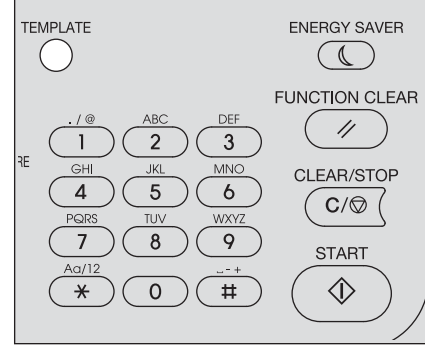 TEMPLATE
ENERGY SAVER
FUNCTION CLEAR
. / @ ABC DEF
1 2 3
RE
GHI JKL MNO
4 5 6
CLEAR/STOP
C/
PQRS TUV WXYZ
7 8 9
START
Aa/12 ⎵ - +
* 0 #